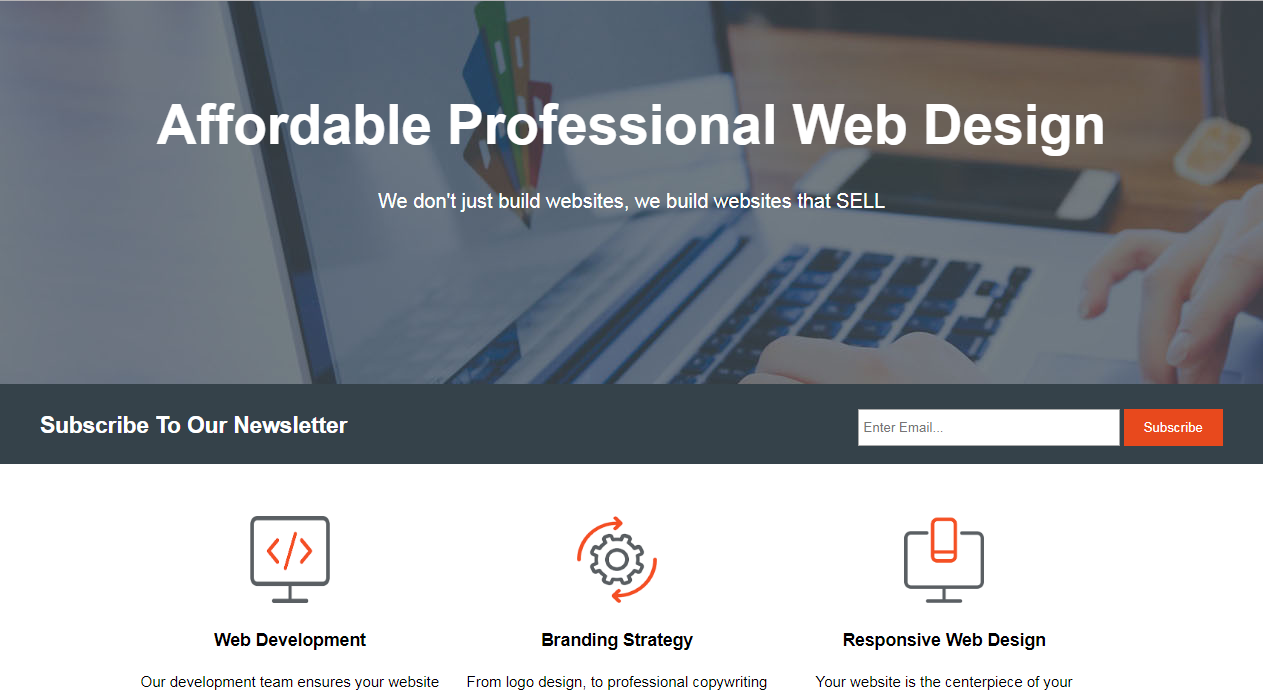 Affordable Professional Web Design
We don't just build websites, we build websites that SELL
Subscribe To Our Newsletter
Enter Email...
Subscribe
</>
Web Development
Branding Strategy
Responsive Web Design
Our development team ensures your website
From logo design, to professional copywriting
Your website is the centerpiece of your